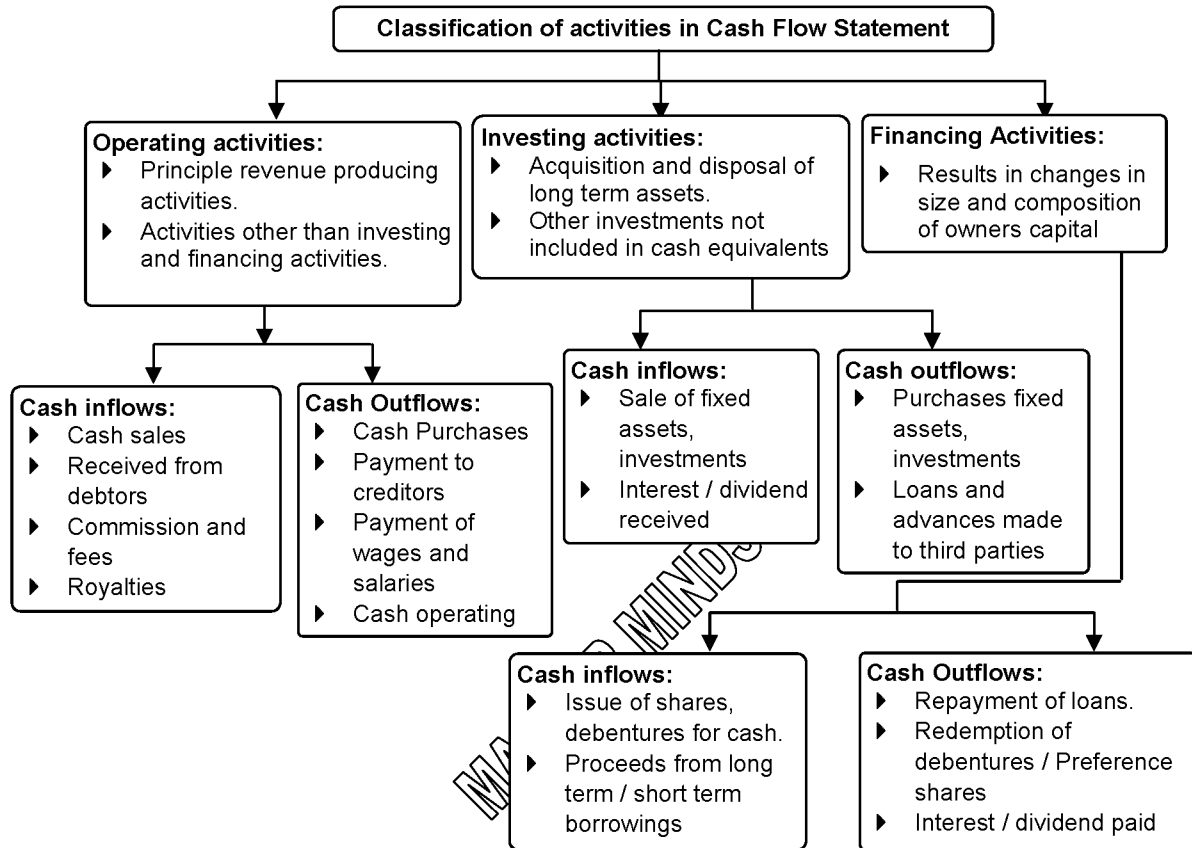 Classification of activities in Cash Flow Statement
Operating activities:
Principle revenue producing
activities.
Activities other than investing
and financing activities.
Investing activities:
Acquisition and disposal of
long term assets.
Other investments not
included in cash equivalents
Financing Activities:
Results in changes in
size and composition
of owners capital
Cash inflows:
Cash sales
Received from
debtors
Commission and
fees
Royalties
Cash Outflows:
Cash Purchases
Payment to
creditors
Payment of
wages and
salaries
Cash operating
Cash inflows:
Sale of fixed
assets,
investments
Interest / dividend
received
Cash outflows:
Purchases fixed
assets,
investments
Loans and
advances made
to third parties
Cash inflows:
Issue of shares,
debentures for cash.
Proceeds from long
term / short term
borrowings
Cash Outflows:
Repayment of loans.
Redemption of
debentures / Preference
shares
Interest / dividend paid
MINDS